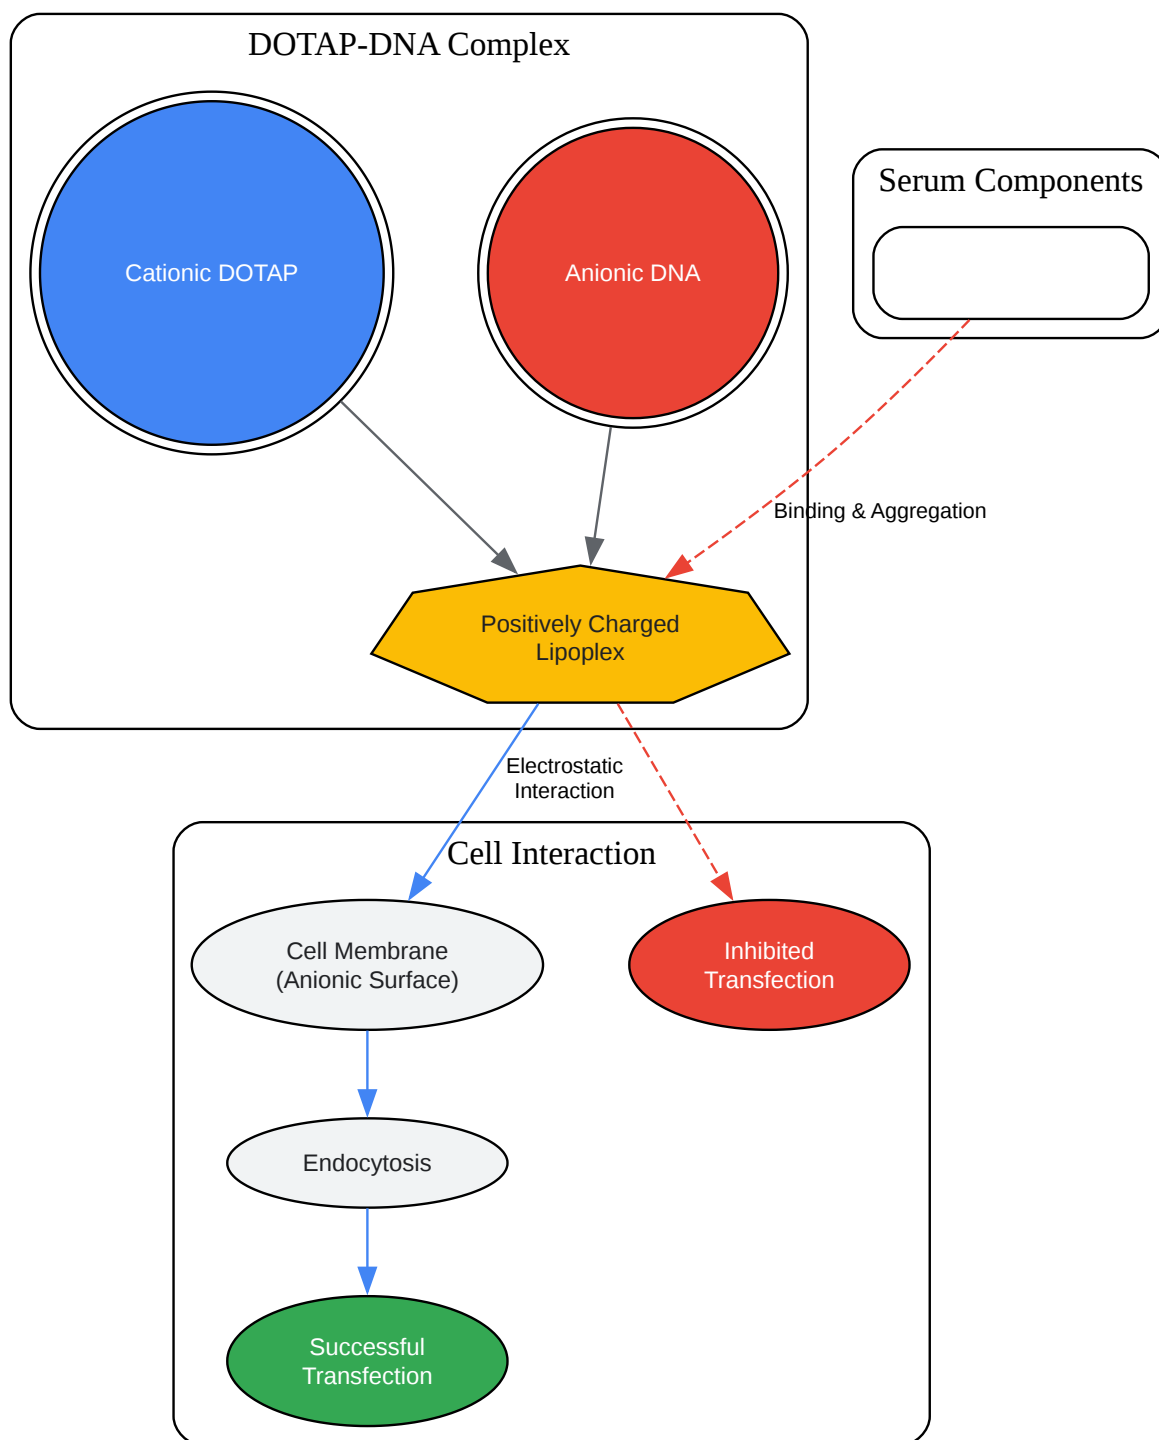 DOTAP-DNA Complex
Serum Components
Cationic DOTAP
Anionic DNA
Binding & Aggregation
Positively Charged
Lipoplex
Electrostatic
Interaction
Cell Interaction
Cell Membrane
(Anionic Surface)
Inhibited
Transfection
Endocytosis
Successful
Transfection